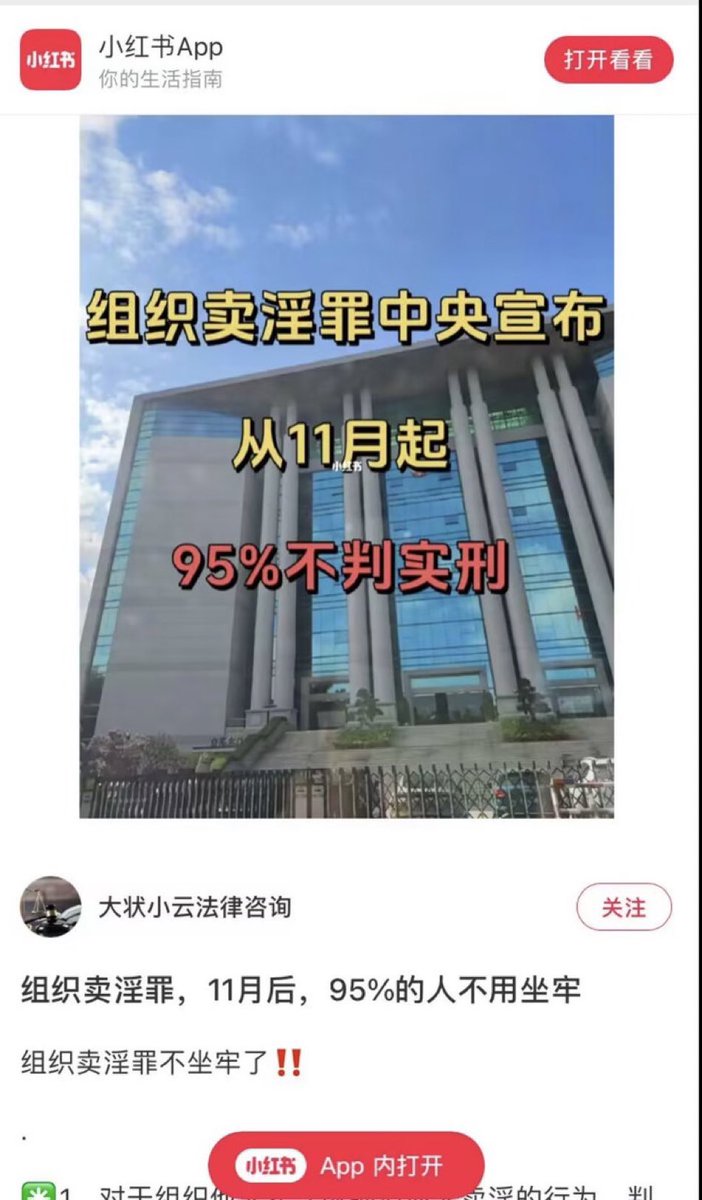 小红书
小红书App
你的生活指南
打开看看
组织卖淫罪中央宣布
从11月起
小红书
95%不判实刑
大状小云法律咨询
关注
组织卖淫罪，11月后，95%的人不用坐牢
组织卖淫罪不坐牢了‼️
.
小红书 App 内打开
1、对于组织他 卖淫的行为，判